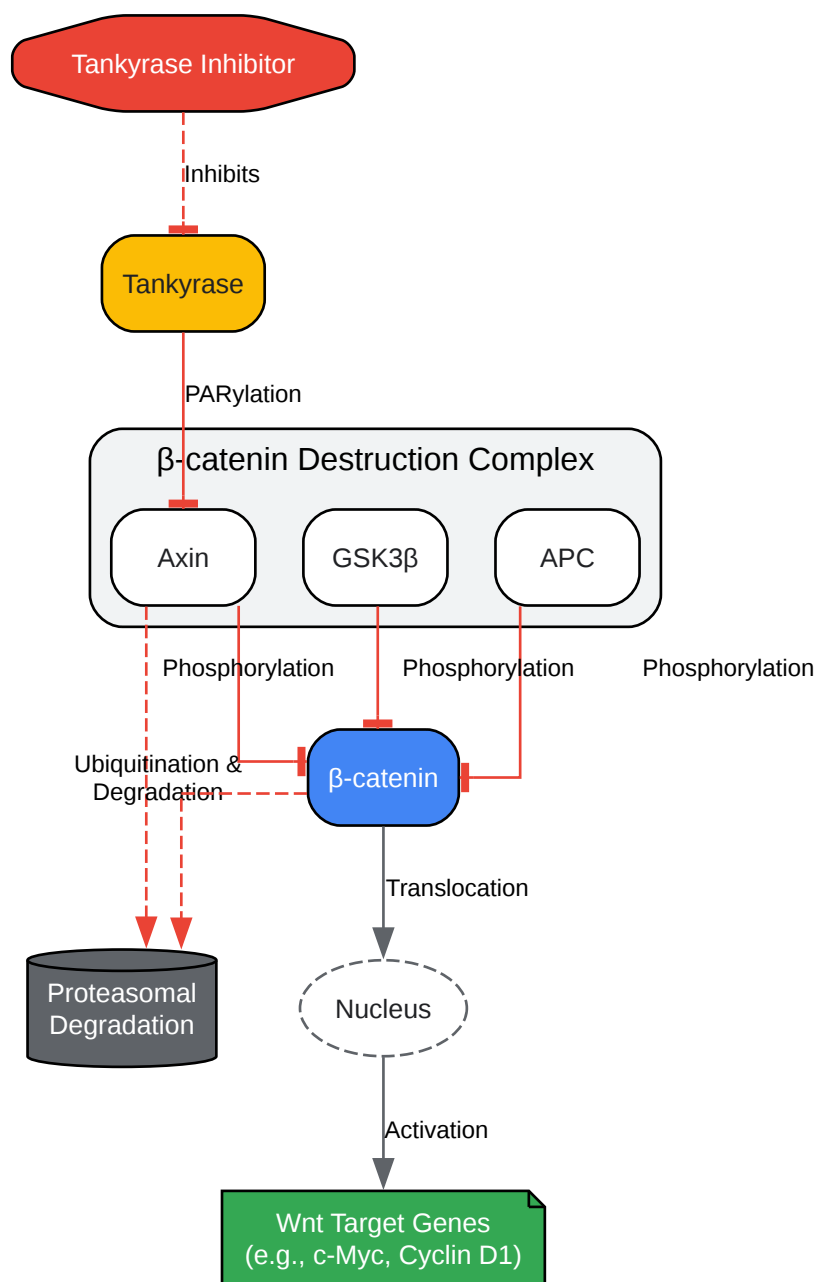 Tankyrase Inhibitor
Inhibits
Tankyrase
PARylation
β-catenin Destruction Complex
Axin
GSK3β
APC
Phosphorylation
Phosphorylation
Phosphorylation
Ubiquitination &
Degradation
β-catenin
Translocation
Proteasomal
Degradation
Nucleus
Activation
Wnt Target Genes
(e.g., c-Myc, Cyclin D1)